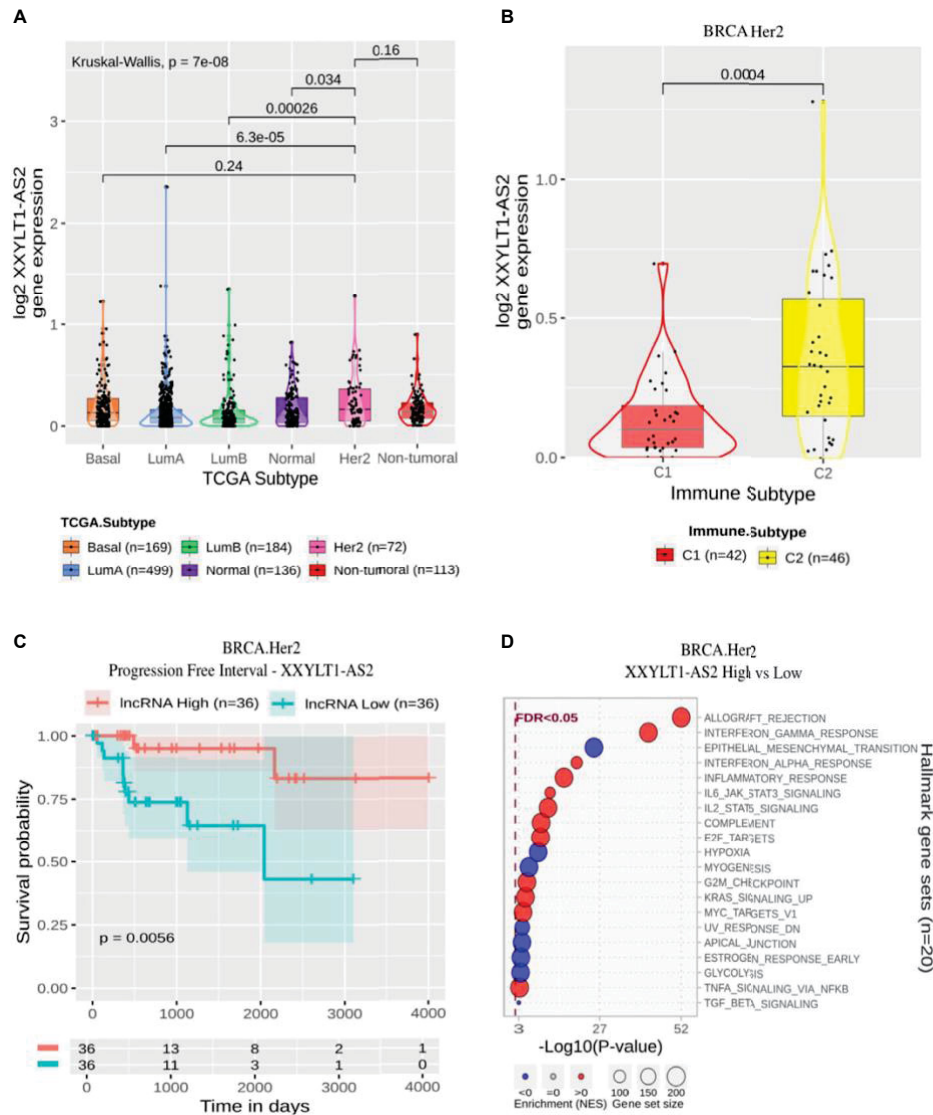 A
Kruskal-Wallis, p = 7e-08
0.16
0.034
0.00026
6.3e-05
0.24
log2 XXYLT1-AS2
gene expression
3
2
1
0
Basal LumA LumB Normal Her2 Non-tumoral
TCGA Subtype
TCGA.Subtype
Basal (n=169) LumB (n=184) Her2 (n=72)
LumA (n=499) Normal (n=136) Non-tumoral (n=113)
B
BRCA.Her2
0.0004
log2 XXYLT1-AS2
gene expression
1.0
0.5
0.0
C1 C2
Immune Subtype
Immune.Subtype
C1 (n=42) C2 (n=46)
C
BRCA.Her2
Progression Free Interval - XXYLT1-AS2
lncRNA High (n=36) lncRNA Low (n=36)
Survival probability
1.00
0.75
0.50
0.25
0.00
p = 0.0056
0 1000 2000 3000 4000
36 13 8 2 1
36 11 3 1 0
0 1000 2000 3000 4000
Time in days
D
BRCA.Her2
XXYLT1-AS2 High vs Low
FDR<0.05
ALLOGRAFT_REJECTION
INTERFERON_GAMMA_RESPONSE
EPITHELIAL_MESENCHYMAL_TRANSITION
INTERFERON_ALPHA_RESPONSE
INFLAMMATORY_RESPONSE
IL6_JAK_STAT3_SIGNALING
IL2_STAT5_SIGNALING
COMPLEMENT
E2F_TARGETS
HYPOXIA
MYOGENESIS
G2M_CHECKPOINT
KRAS_SIGNALING_UP
MYC_TARGETS_V1
UV_RESPONSE_DN
APICAL_JUNCTION
ESTROGEN_RESPONSE_EARLY
GLYCOLYSIS
TNFA_SIGNALING_VIA_NFKB
TGF_BETA_SIGNALING
Hallmark gene sets (n=20)
3 27 52
-Log10(P-value)
<0 =0 >0 100 150 200
Enrichment (NES) Gene set size